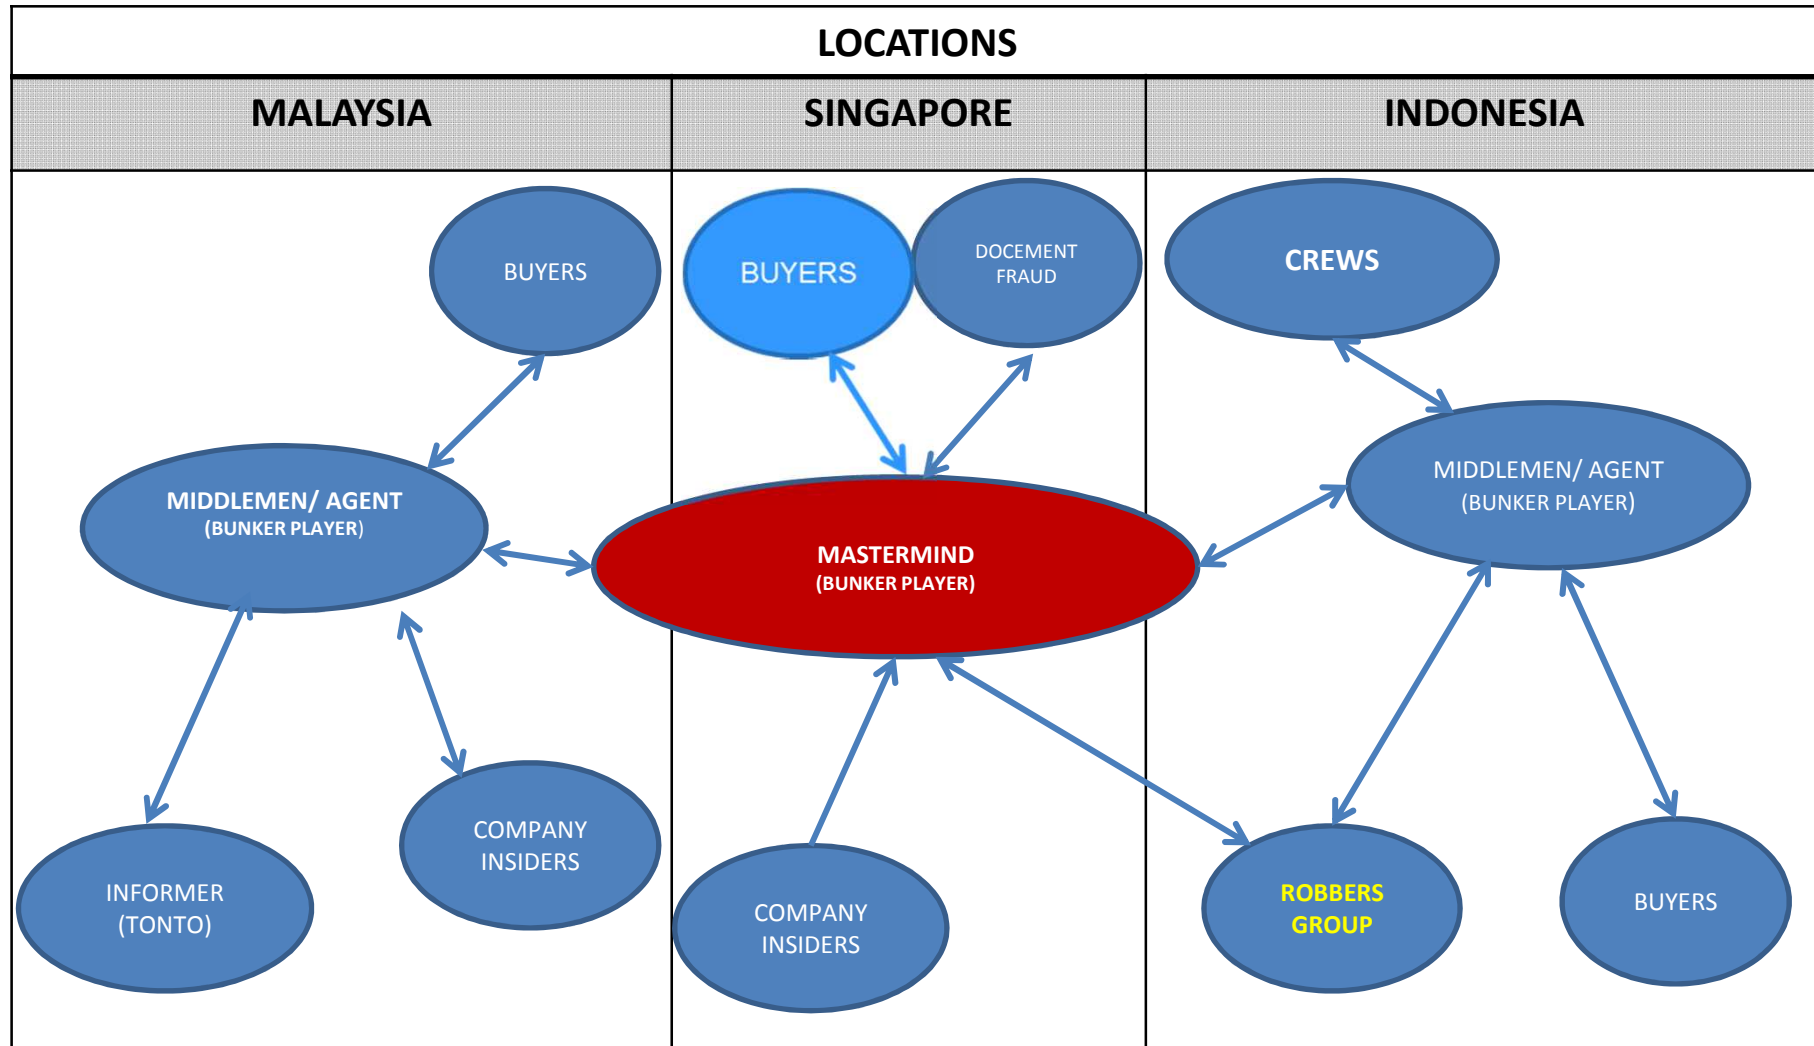 LOCATIONS
MALAYSIA
SINGAPORE
INDONESIA
BUYERS
BUYERS
DOCEMENT
FRAUD
CREWS
MIDDLEMEN/ AGENT
(BUNKER PLAYER)
MASTERMIND
(BUNKER PLAYER)
MIDDLEMEN/ AGENT
(BUNKER PLAYER)
INFORMER
(TONTO)
COMPANY
INSIDERS
COMPANY
INSIDERS
ROBBERS
GROUP
BUYERS